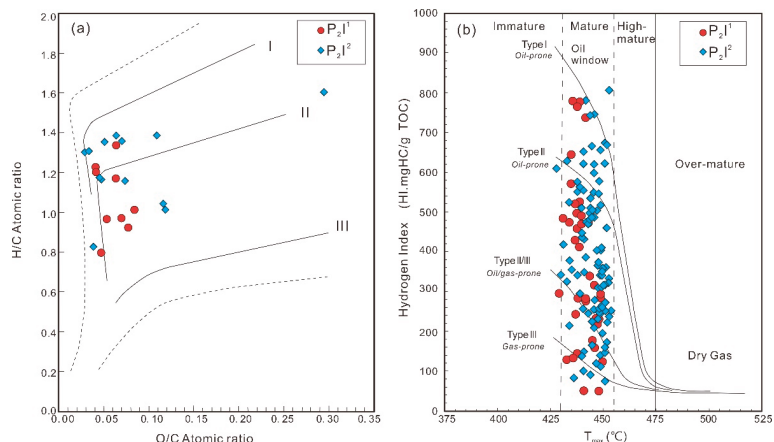 (a)
P₂l¹
P₂l²
I
II
III
2.0
1.8
1.6
1.4
1.2
1.0
0.8
0.6
0.4
0.2
0.0
0.00 0.05 0.10 0.15 0.20 0.25 0.30 0.35
H/C Atomic ratio
O/C Atomic ratio
(b)
Immature
Mature
Oil
window
High-
mature
P₂l¹
P₂l²
Type I
Oil-prone
Type II
Oil-prone
Type II/III
Oil/gas-prone
Type III
Gas-prone
Over-mature
Dry Gas
1000
900
800
700
600
500
400
300
200
100
0
375 400 425 450 475 500 525
Hydrogen Index (HI.mgHC/g TOC)